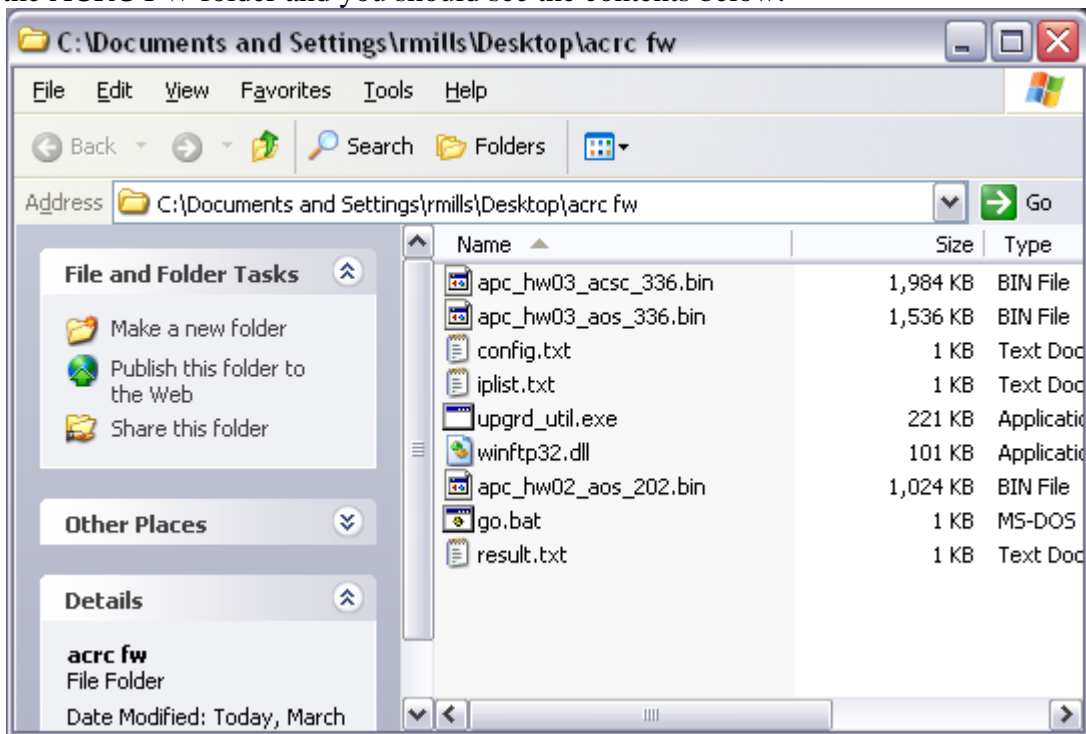 C:\Documents and Settings\rmills\Desktop\acrc fw
File Edit View Favorites Tools Help
Back Search Folders
Address C:\Documents and Settings\rmills\Desktop\acrc fw Go
Name Size Type
File and Folder Tasks
Make a new folder
Publish this folder to
the Web
Share this folder
Other Places
Details
acrc fw
File Folder
Date Modified: Today, March
apc_hw03_acsc_336.bin 1,984 KB BIN File
apc_hw03_aos_336.bin 1,536 KB BIN File
config.txt 1 KB Text Doc
iplist.txt 1 KB Text Doc
upgrd_util.exe 221 KB Applicatio
winftp32.dll 101 KB Applicatio
apc_hw02_aos_202.bin 1,024 KB BIN File
go.bat 1 KB MS-DOS
result.txt 1 KB Text Doc